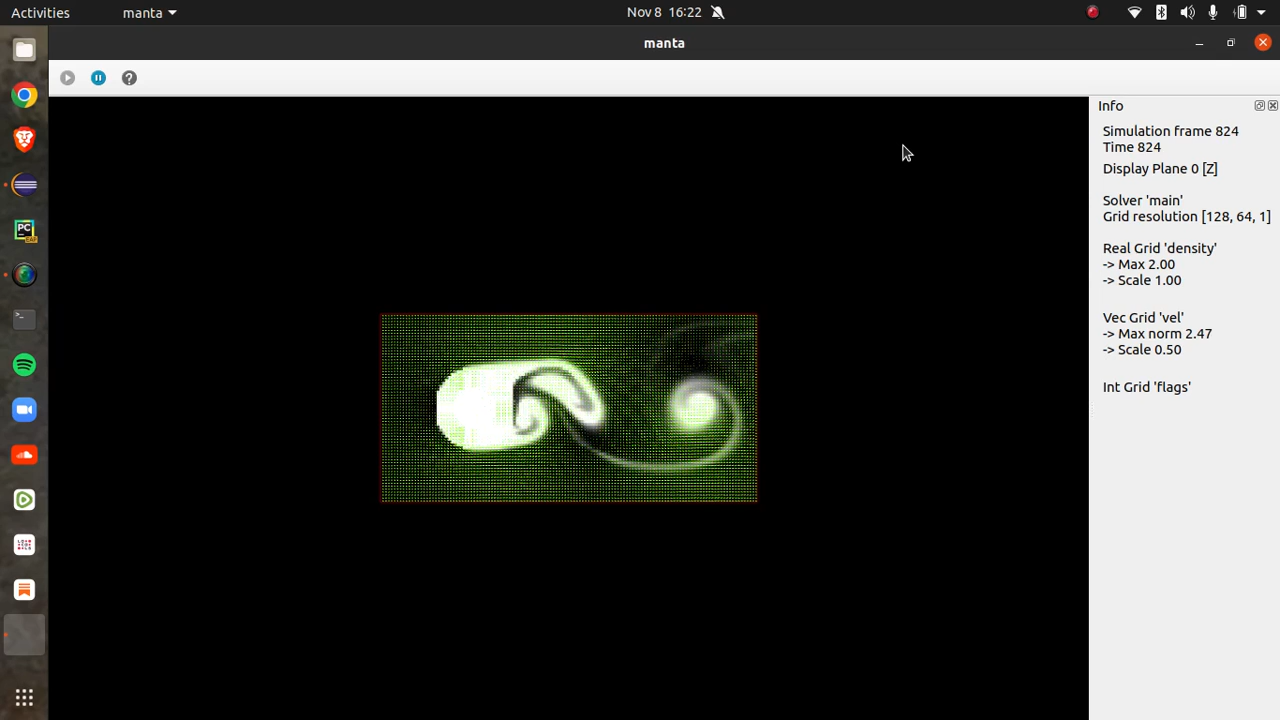 Activities
manta
Nov 8 16:22
manta
Info
Simulation frame 824
Time 824
Display Plane 0 [Z]
Solver 'main'
Grid resolution [128, 64, 1]
Real Grid 'density'
-> Max 2.00
-> Scale 1.00
Vec Grid 'vel'
-> Max norm 2.47
-> Scale 0.50
Int Grid 'flags'
PC
EAP